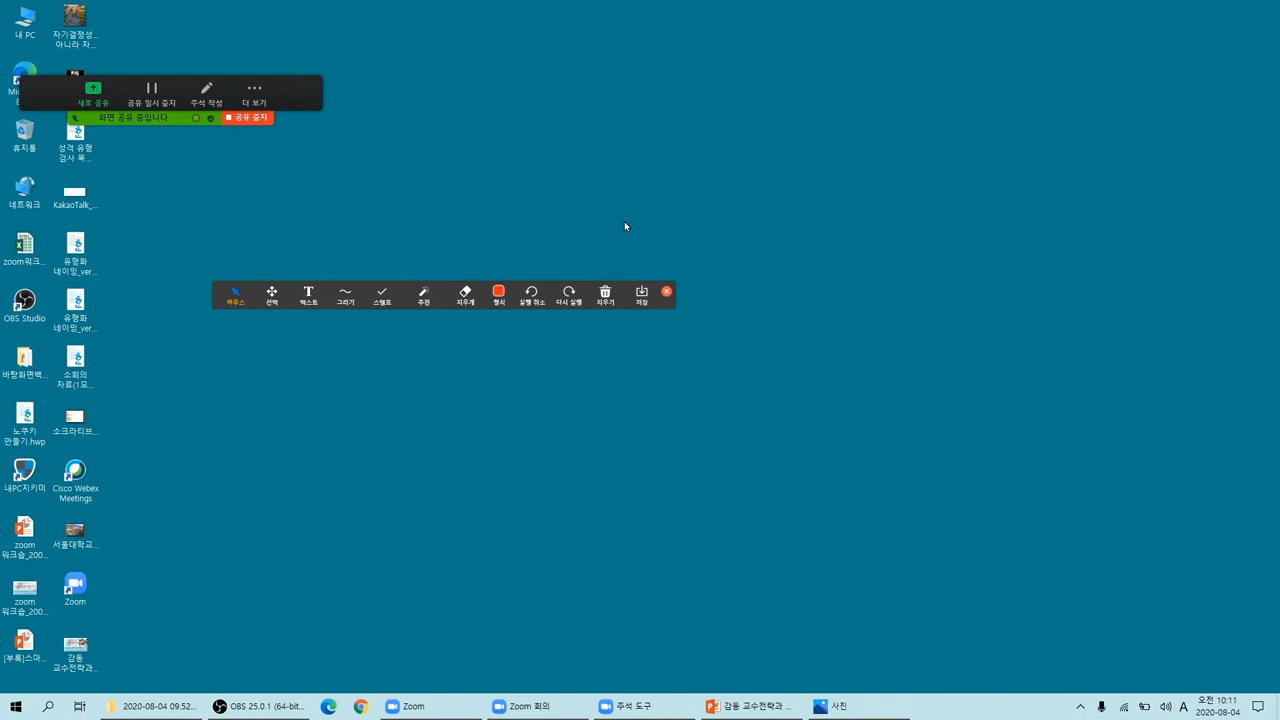 내 PC
자기결정성...
아니라 자...
새로 공유
공유 일시 중지
주석 작성
더 보기
화면 공유 중입니다
공유 중지
휴지통
성격 유형
검사 목...
네트워크
KakaoTalk_...
zoom워크...
유형화
네이밍_ver...
마우스
선택
텍스트
그리기
스탬프
추천
지우개
형식
실행 취소
다시 실행
지우기
저장
OBS Studio
유형화
네이밍_ver...
바탕화면백...
소회의
자료(1모...
노쿠키
만들기.hwp
소크라티브...
내PC지키미
Cisco Webex
Meetings
zoom
워크숍_200...
서울대학교...
zoom
워크숍_200...
Zoom
[부록]스마...
감동
교수전략과...
2020-08-04 09.52...
OBS 25.0.1 (64-bit...
Zoom
Zoom 회의
주석 도구
감동 교수전략과 ...
사진
A
오전 10:11
2020-08-04